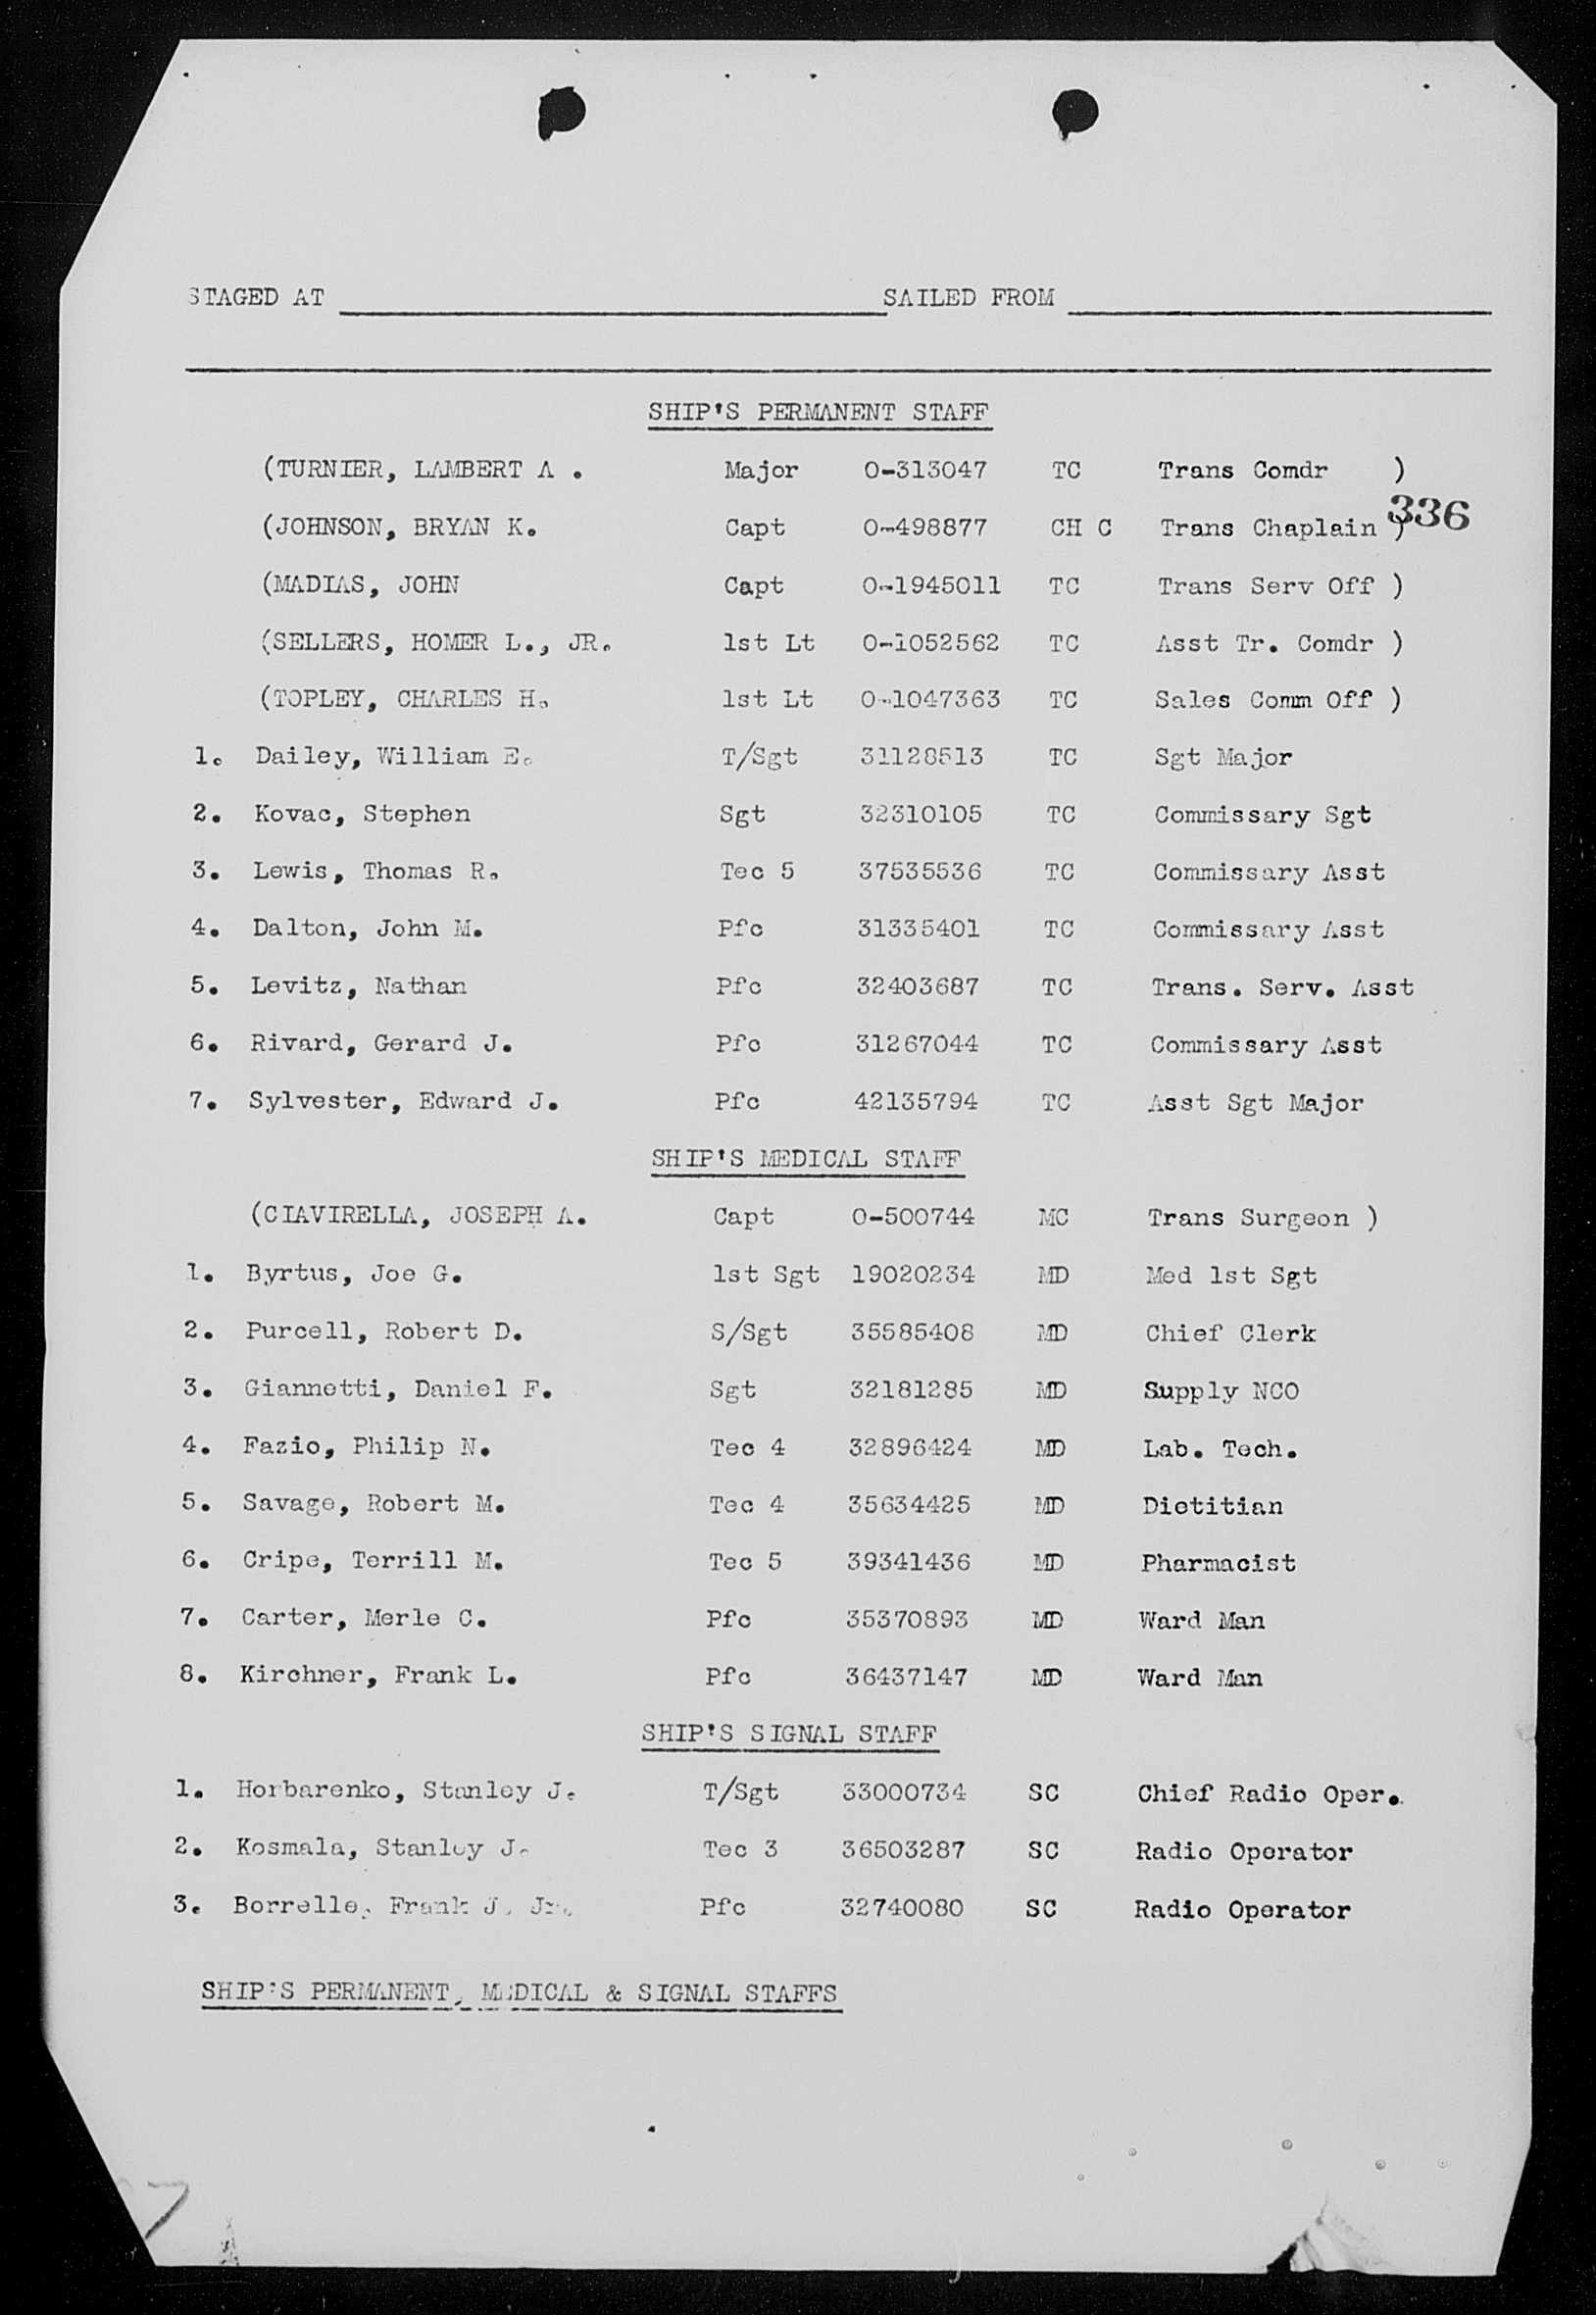 STAGED AT SAILED FROM
SHIP'S PERMANENT STAFF
(TURNIER, LAMBERT A . Major O-313047 TC Trans Comdr )
336
(JOHNSON, BRYAN K. Capt O-498877 CH C Trans Chaplain )
(MADIAS, JOHN Capt O-1945011 TC Trans Serv Off )
(SELLERS, HOMER L., JR. 1st Lt O-1052562 TC Asst Tr. Comdr )
(TOPLEY, CHARLES H. 1st Lt O-1047363 TC Sales Comm Off )
1. Dailey, William E. T/Sgt 31128513 TC Sgt Major
2. Kovac, Stephen Sgt 32310105 TC Commissary Sgt
3. Lewis, Thomas R. Tec 5 37535536 TC Commissary Asst
4. Dalton, John M. Pfc 31335401 TC Commissary Asst
5. Levitz, Nathan Pfc 32403687 TC Trans. Serv. Asst
6. Rivard, Gerard J. Pfc 31267044 TC Commissary Asst
7. Sylvester, Edward J. Pfc 42135794 TC Asst Sgt Major
SHIP'S MEDICAL STAFF
(CIAVIRELLA, JOSEPH A. Capt O-500744 MC Trans Surgeon )
1. Byrtus, Joe G. 1st Sgt 19020234 MD Med 1st Sgt
2. Purcell, Robert D. S/Sgt 35585408 MD Chief Clerk
3. Giannetti, Daniel F. Sgt 32181285 MD Supply NCO
4. Fazio, Philip N. Tec 4 32896424 MD Lab. Tech.
5. Savage, Robert M. Tec 4 35634425 MD Dietitian
6. Cripe, Terrill M. Tec 5 39341436 MD Pharmacist
7. Carter, Merle C. Pfc 35370893 MD Ward Man
8. Kirchner, Frank L. Pfc 36437147 MD Ward Man
SHIP'S SIGNAL STAFF
1. Horbarenko, Stanley J. T/Sgt 33000734 SC Chief Radio Oper.
2. Kosmala, Stanley J. Tec 3 36503287 SC Radio Operator
3. Borrelle, Frank J. Jr. Pfc 32740080 SC Radio Operator
SHIP'S PERMANENT, MEDICAL & SIGNAL STAFFS
7